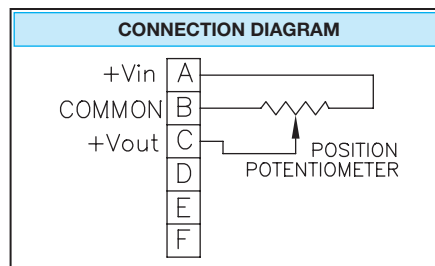 CONNECTION DIAGRAM
+Vin A
COMMON B
+Vout C
POSITION
POTENTIOMETER
D
E
F